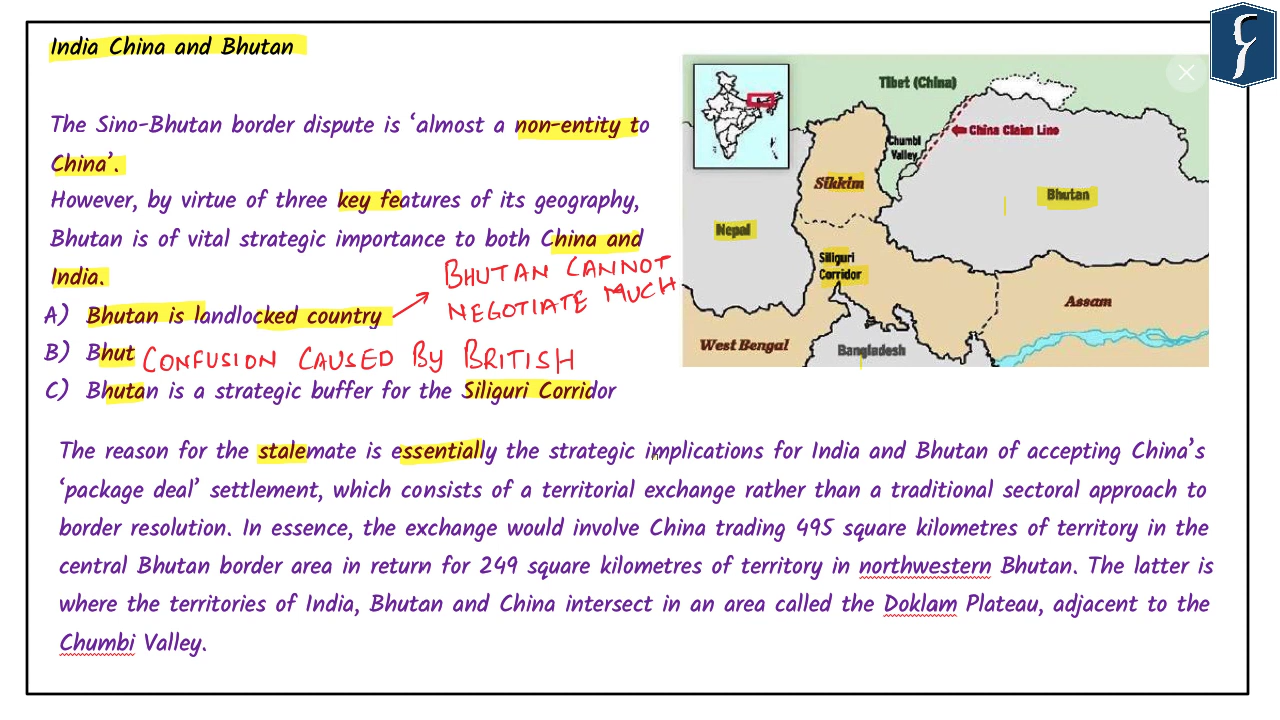 India China and Bhutan
The Sino-Bhutan border dispute is ‘almost a non-entity to
China’.
However, by virtue of three key features of its geography,
Bhutan is of vital strategic importance to both China and
India.
A) Bhutan is landlocked country
BHUTAN CANNOT
NEGOTIATE MUCH
B) Bhut CONFUSION CAUSED BY BRITISH
C) Bhutan is a strategic buffer for the Siliguri Corridor
Tibet (China)
China Claim Line
Chumbi
Valley
Sikkim
Bhutan
Nepal
Siliguri
Corridor
Assam
West Bengal
Bangladesh
The reason for the stalemate is essentially the strategic implications for India and Bhutan of accepting China’s
‘package deal’ settlement, which consists of a territorial exchange rather than a traditional sectoral approach to
border resolution. In essence, the exchange would involve China trading 495 square kilometres of territory in the
central Bhutan border area in return for 249 square kilometres of territory in northwestern Bhutan. The latter is
where the territories of India, Bhutan and China intersect in an area called the Doklam Plateau, adjacent to the
Chumbi Valley.